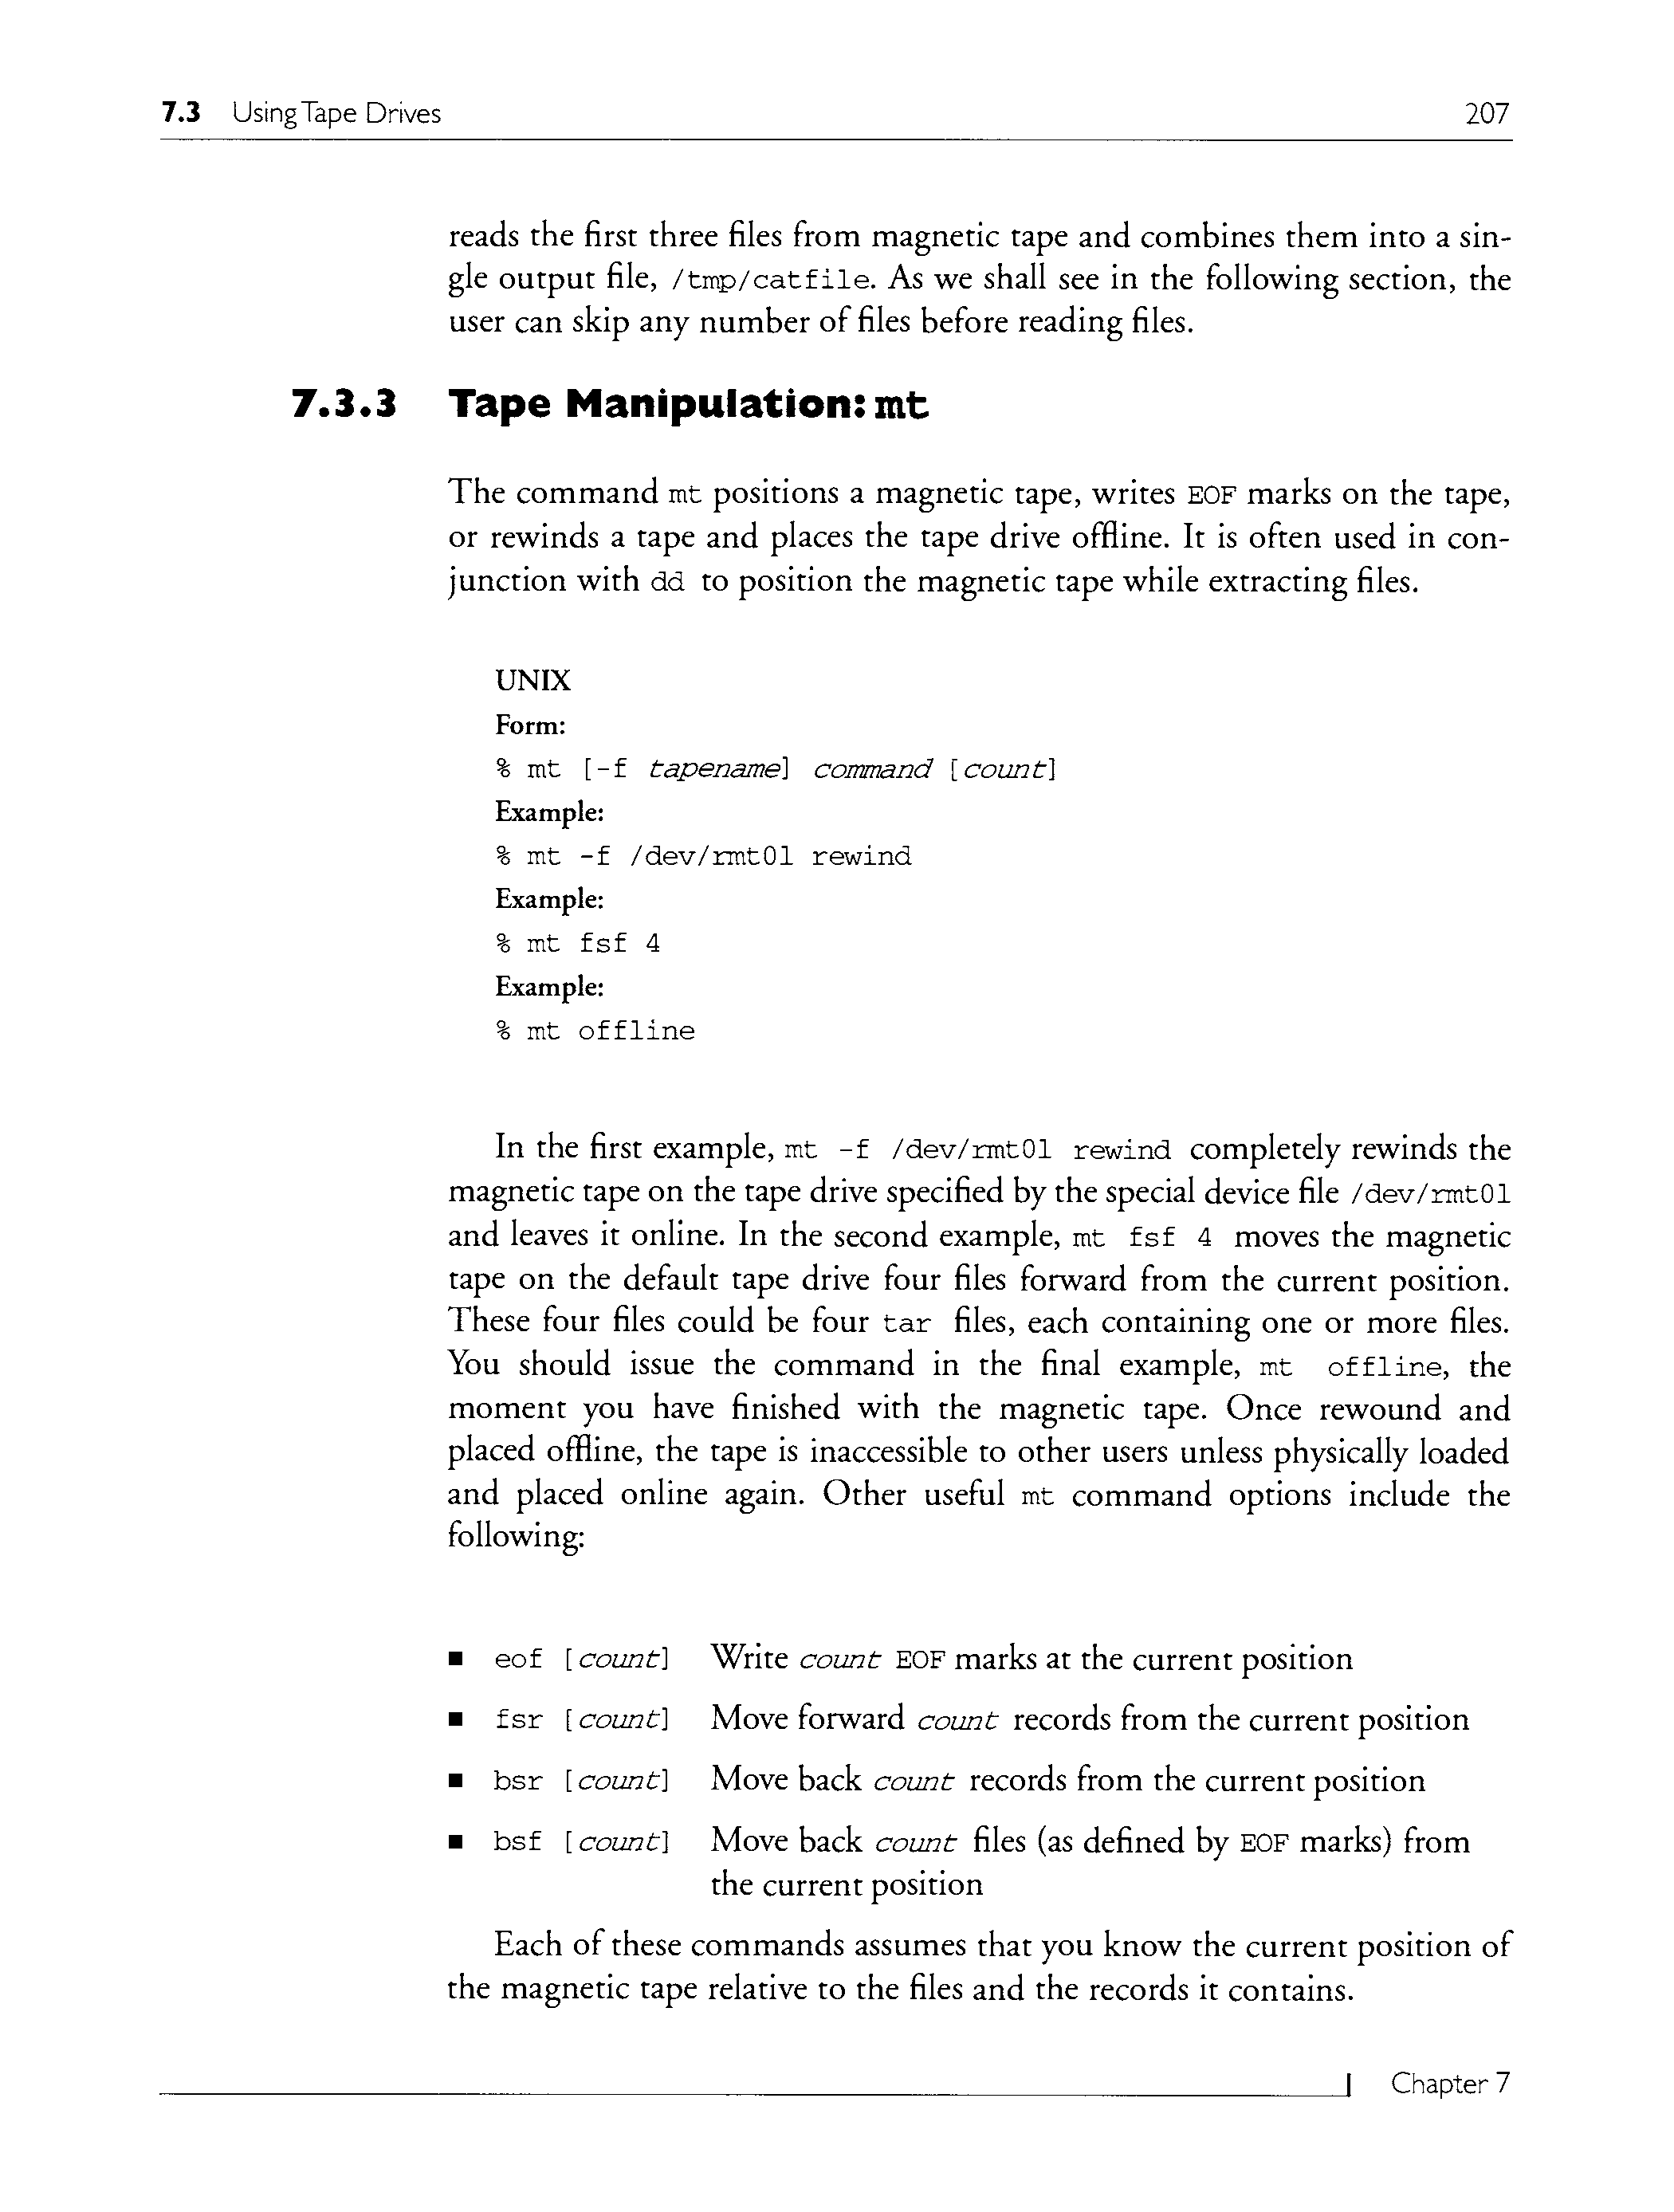 7.3 Using Tape Drives 207
reads the first three files from magnetic tape and combines them into a sin-
gle output file, /tmp/catfile. As we shall see in the following section, the
user can skip any number of files before reading files.
7.3.3 Tape Manipulation: mt
The command mt positions a magnetic tape, writes EOF marks on the tape,
or rewinds a tape and places the tape drive offline. It is often used in con-
junction with dd to position the magnetic tape while extracting files.
UNIX
Form:
% mt [-f tapename] command [count]
Example:
% mt -f /dev/rmt01 rewind
Example:
% mt fsf 4
Example:
% mt offline
In the first example, mt -f /dev/rmt01 rewind completely rewinds the
magnetic tape on the tape drive specified by the special device file /dev/rmt01
and leaves it online. In the second example, mt fsf 4 moves the magnetic
tape on the default tape drive four files forward from the current position.
These four files could be four tar files, each containing one or more files.
You should issue the command in the final example, mt offline, the
moment you have finished with the magnetic tape. Once rewound and
placed offline, the tape is inaccessible to other users unless physically loaded
and placed online again. Other useful mt command options include the
following:
■ eof [count] Write count EOF marks at the current position
■ fsr [count] Move forward count records from the current position
■ bsr [count] Move back count records from the current position
■ bsf [count] Move back count files (as defined by EOF marks) from
the current position
Each of these commands assumes that you know the current position of
the magnetic tape relative to the files and the records it contains.
Chapter 7